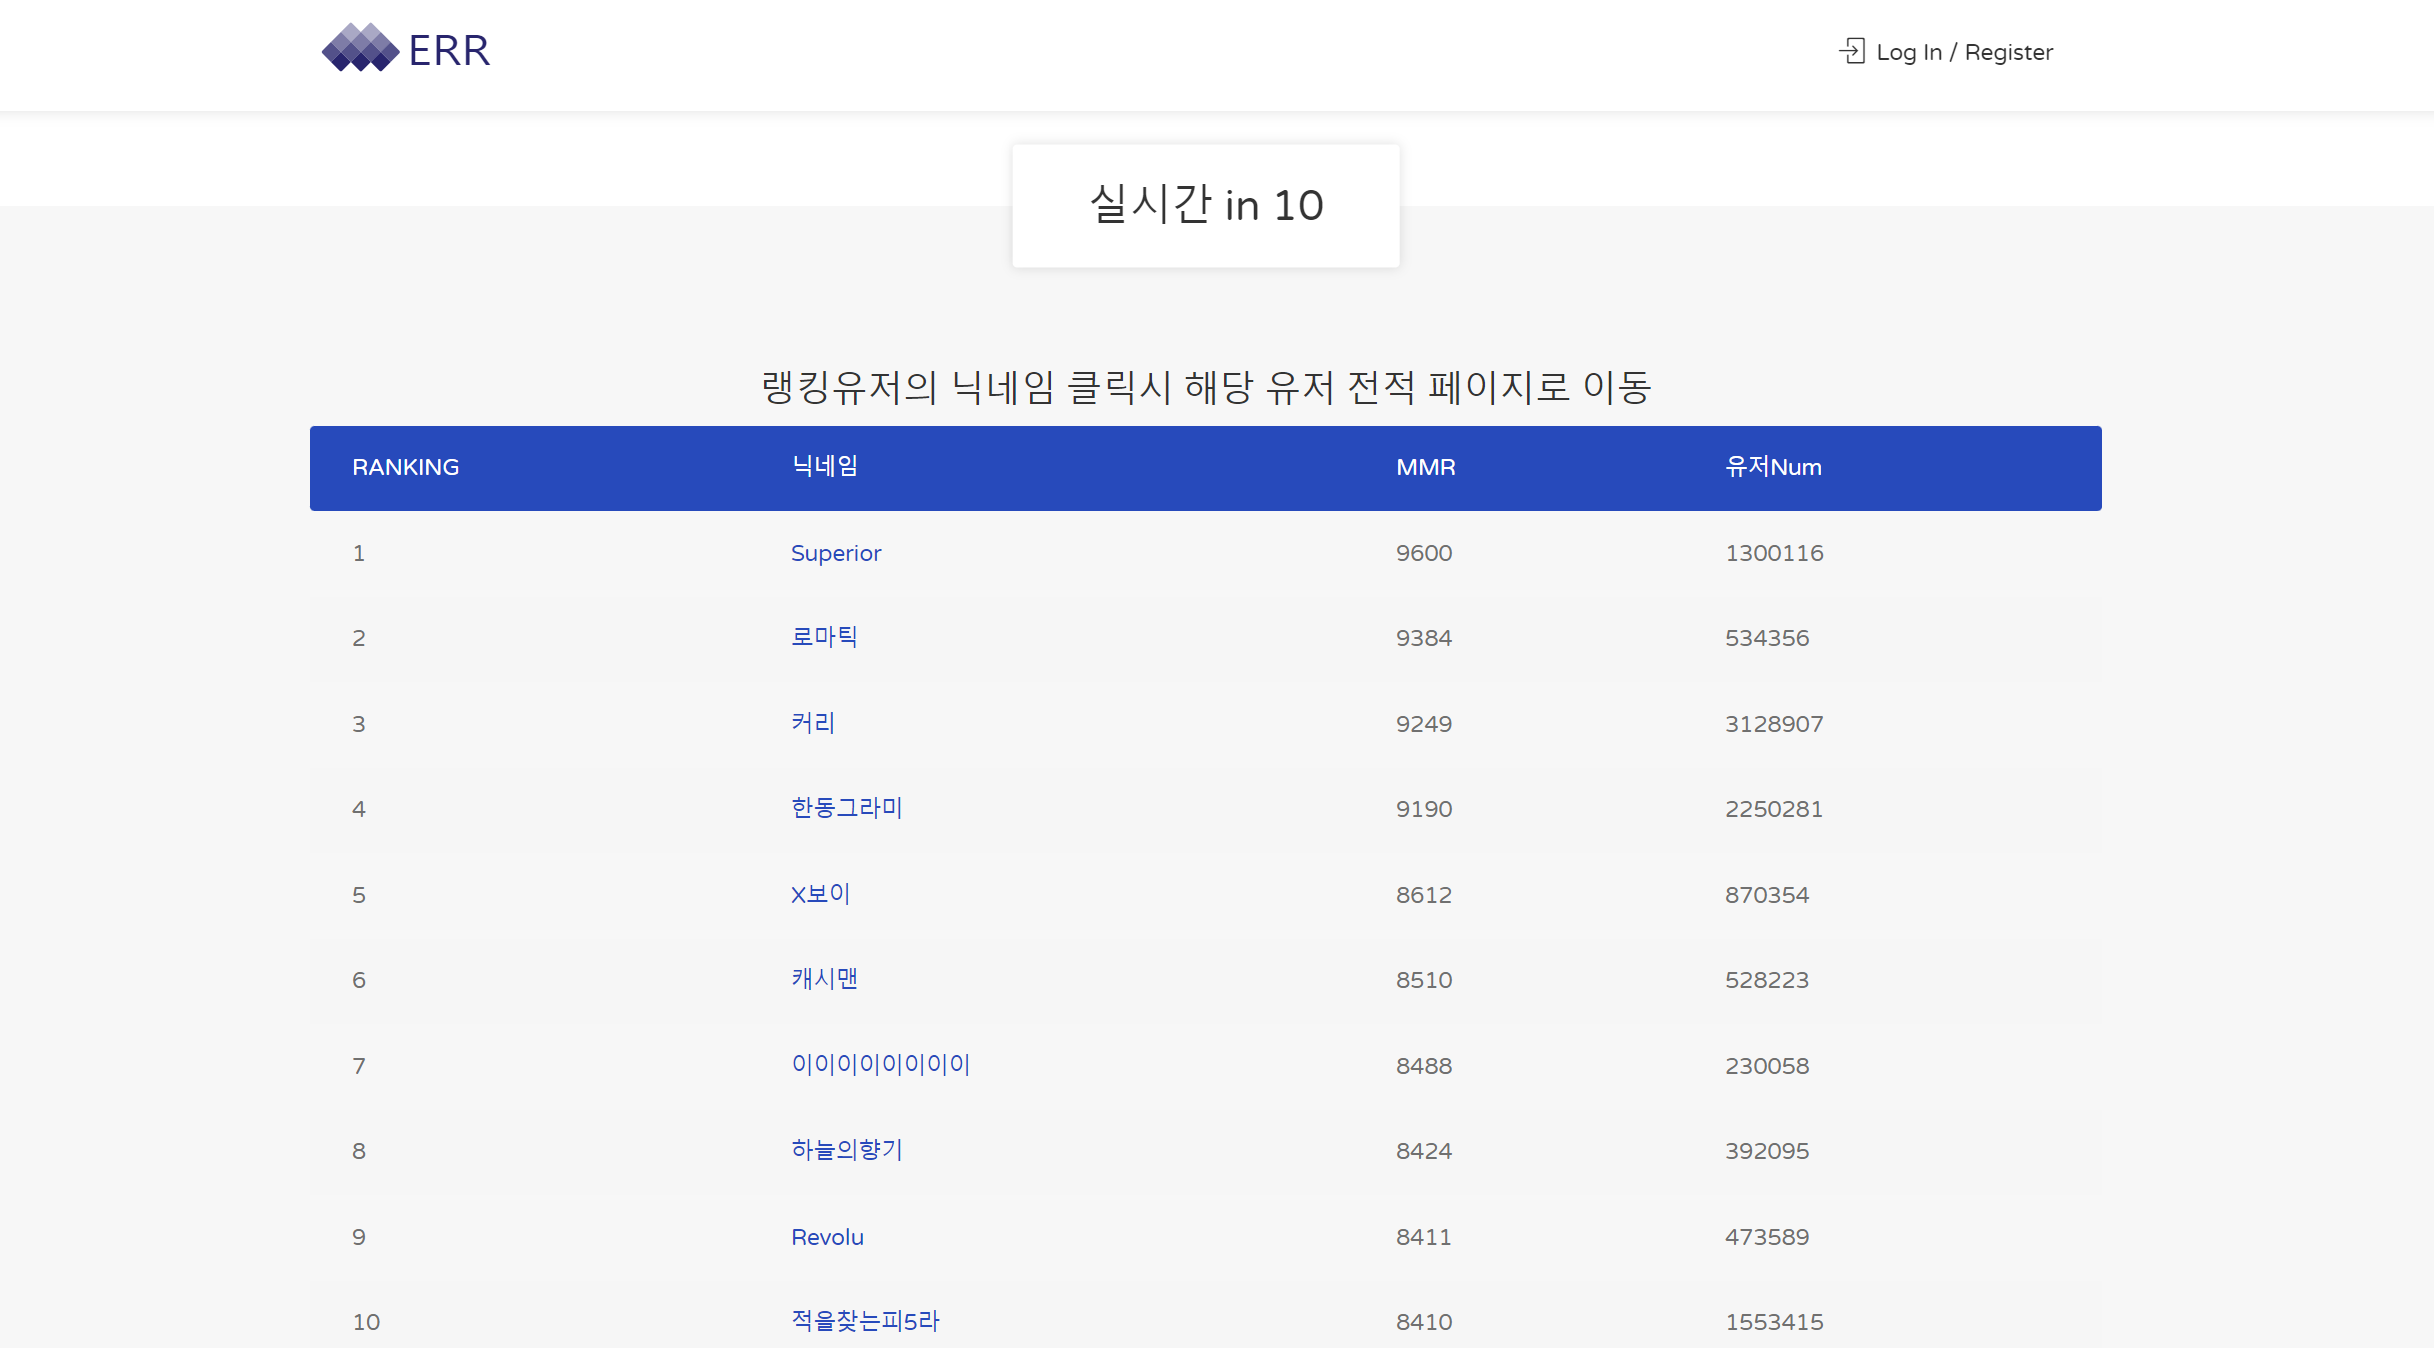 ERR
Log In / Register
실시간 in 10
랭킹유저의 닉네임 클릭시 해당 유저 전적 페이지로 이동
RANKING 닉네임 MMR 유저Num
1 Superior 9600 1300116
2 로마틱 9384 534356
3 커리 9249 3128907
4 한동그라미 9190 2250281
5 X보이 8612 870354
6 캐시맨 8510 528223
7 이이이이이이이이 8488 230058
8 하늘의향기 8424 392095
9 Revolu 8411 473589
10 적을찾는피5라 8410 1553415